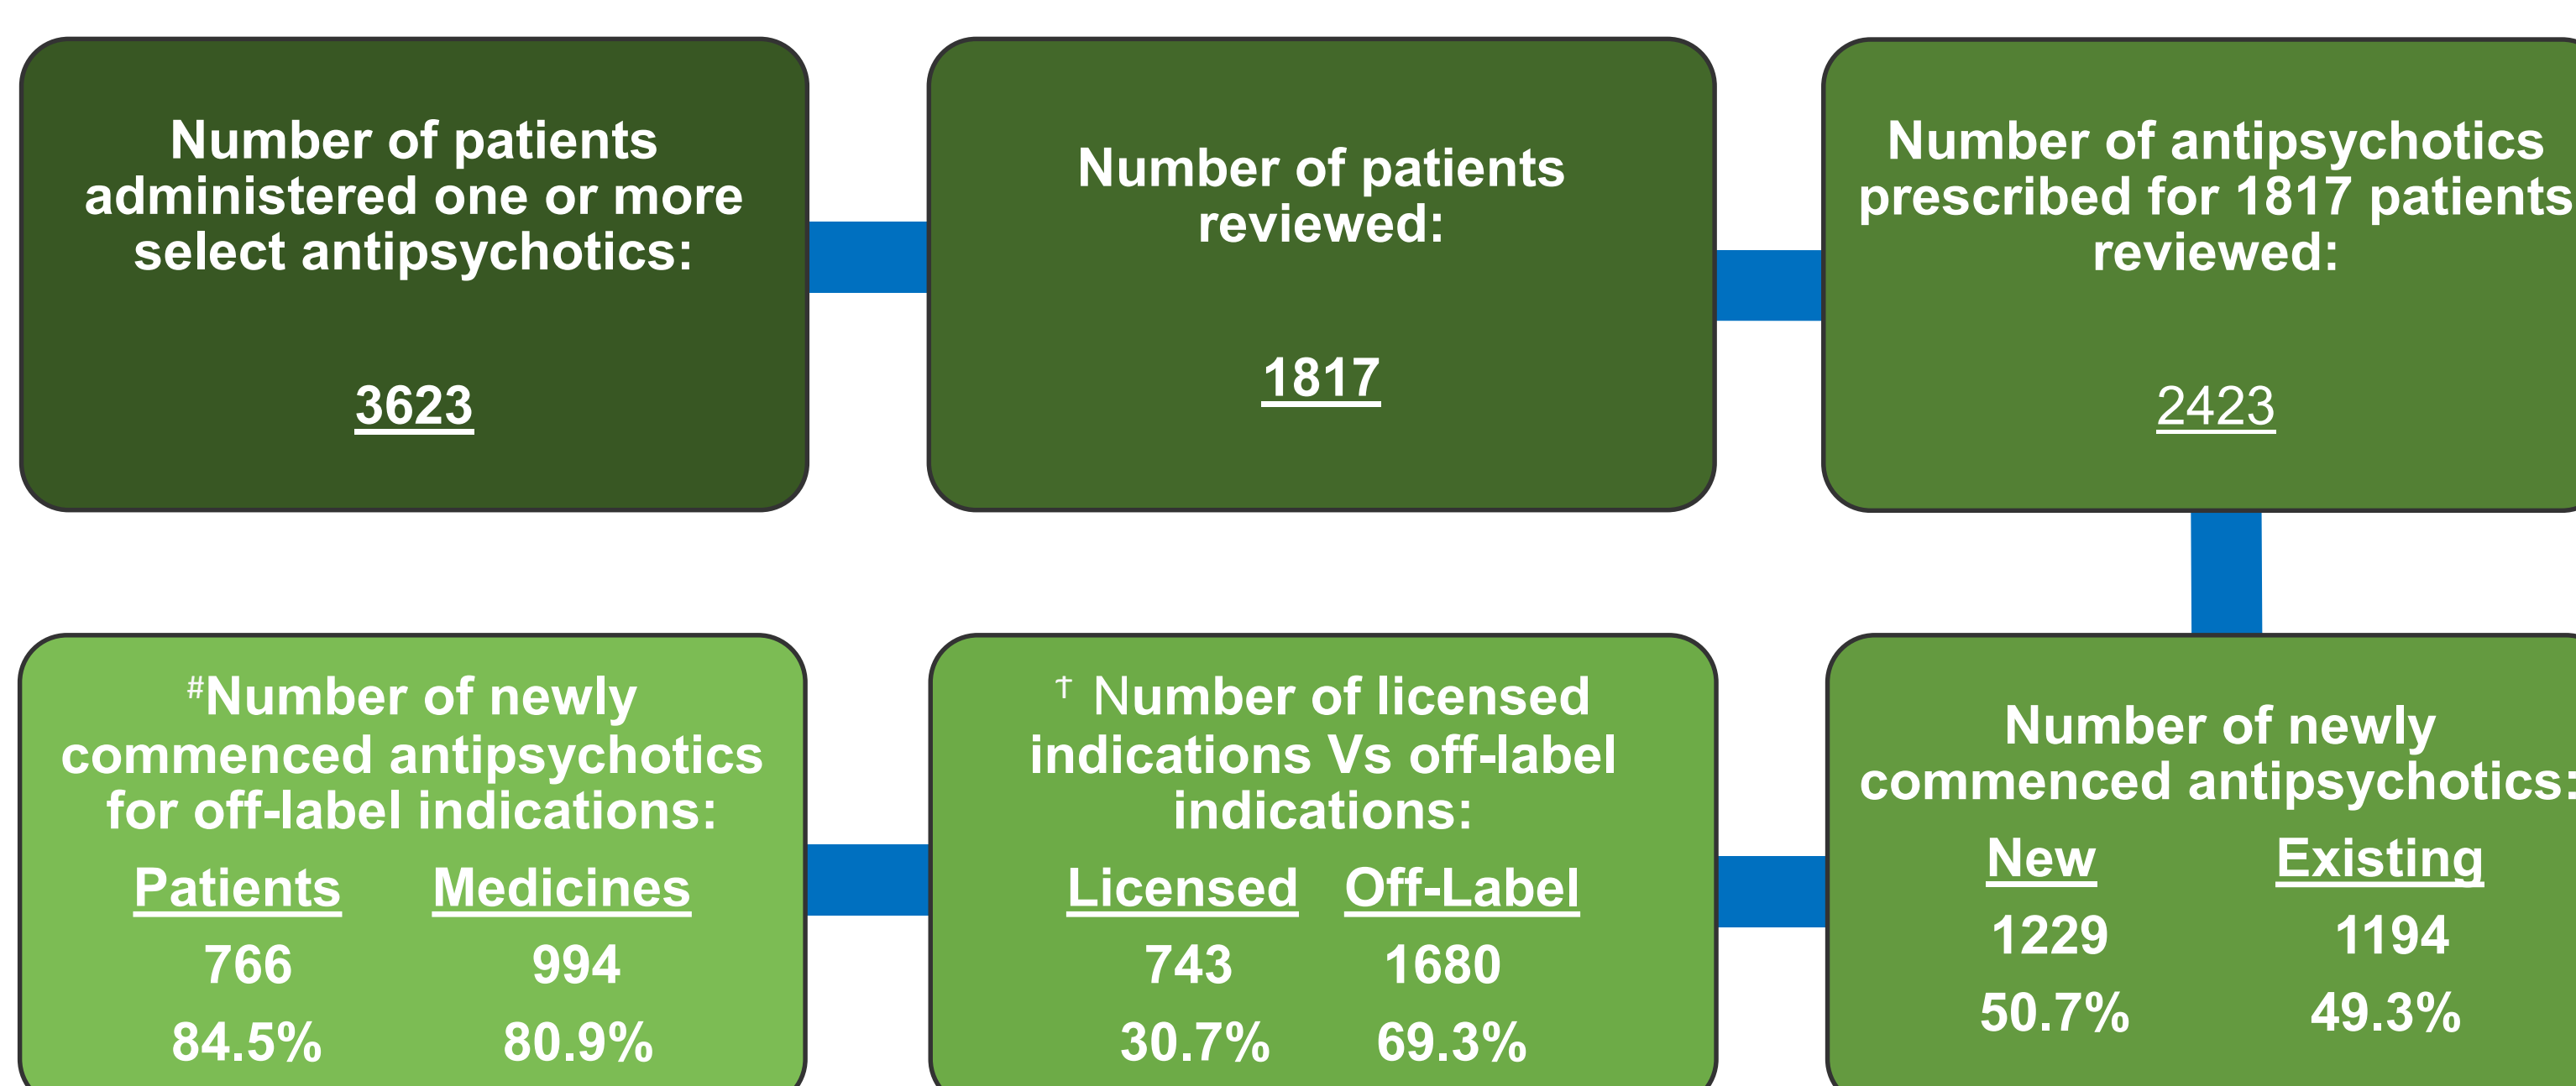 Number of patients
administered one or more
select antipsychotics:
3623
Number of patients
reviewed:
1817
Number of antipsychotics
prescribed for 1817 patients
reviewed:
2423
Number of newly
commenced antipsychotics:
New Existing
1229 1194
50.7% 49.3%
† Number of licensed
indications Vs off-label
indications:
Licensed Off-Label
743 1680
30.7% 69.3%
#Number of newly
commenced antipsychotics
for off-label indications:
Patients Medicines
766 994
84.5% 80.9%